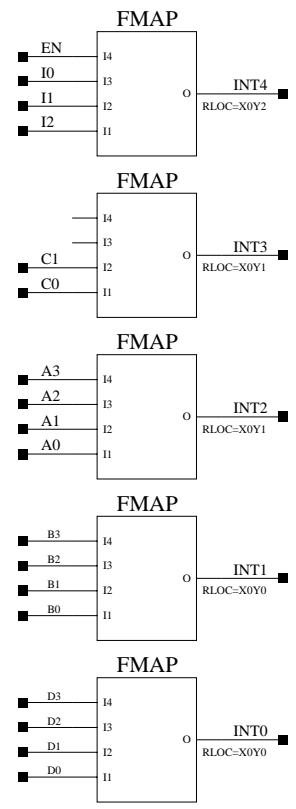 FMAP
EN I4
I0 I3
I1 I2
I2 I1
O INT4
RLOC=X0Y2
FMAP
I4
I3
C1 I2
C0 I1
O INT3
RLOC=X0Y1
FMAP
A3 I4
A2 I3
A1 I2
A0 I1
O INT2
RLOC=X0Y1
FMAP
B3 I4
B2 I3
B1 I2
B0 I1
O INT1
RLOC=X0Y0
FMAP
D3 I4
D2 I3
D1 I2
D0 I1
O INT0
RLOC=X0Y0